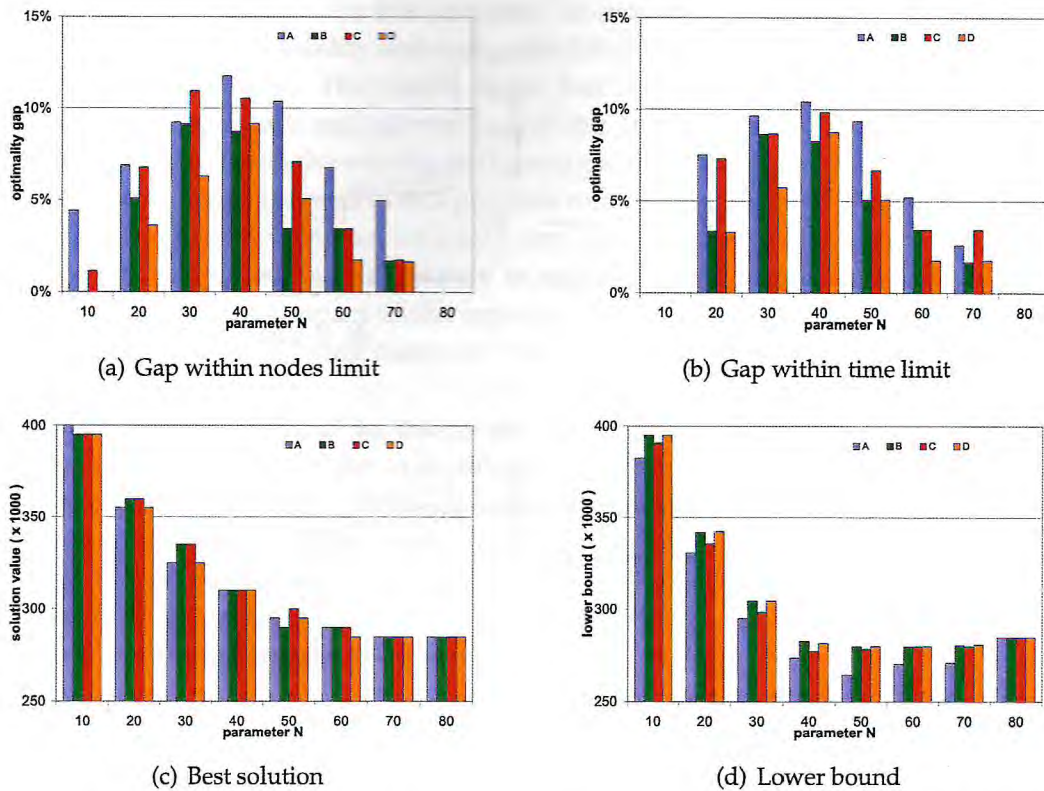 15%
A B C D
10%
optimality gap
5%
0%
10 20 30 40 50 60 70 80
parameter N
(a) Gap within nodes limit
15%
A B C D
10%
optimality gap
5%
0%
10 20 30 40 50 60 70 80
parameter N
(b) Gap within time limit
400
A B C D
350
solution value ( x 1000 )
300
250
10 20 30 40 50 60 70 80
parameter N
(c) Best solution
400
A B C D
350
lower bound ( x 1000 )
300
250
10 20 30 40 50 60 70 80
parameter N
(d) Lower bound